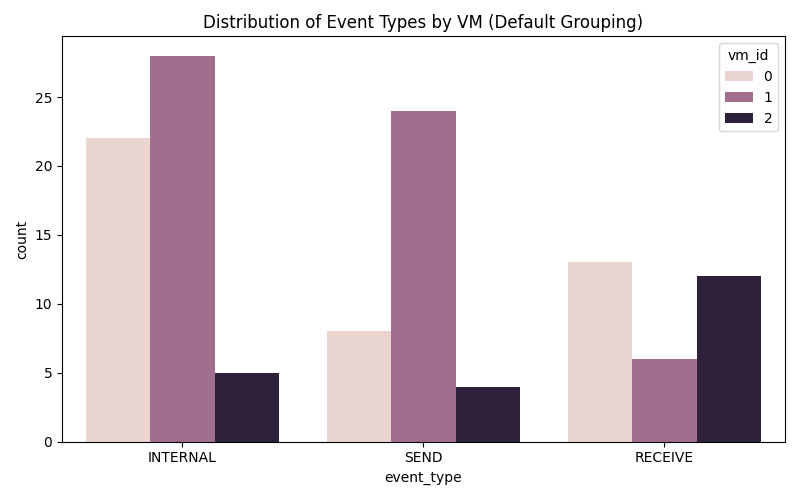 Distribution of Event Types by VM (Default Grouping)
vm_id
0
1
2
25
20
15
10
5
0
count
INTERNAL
SEND
RECEIVE
event_type